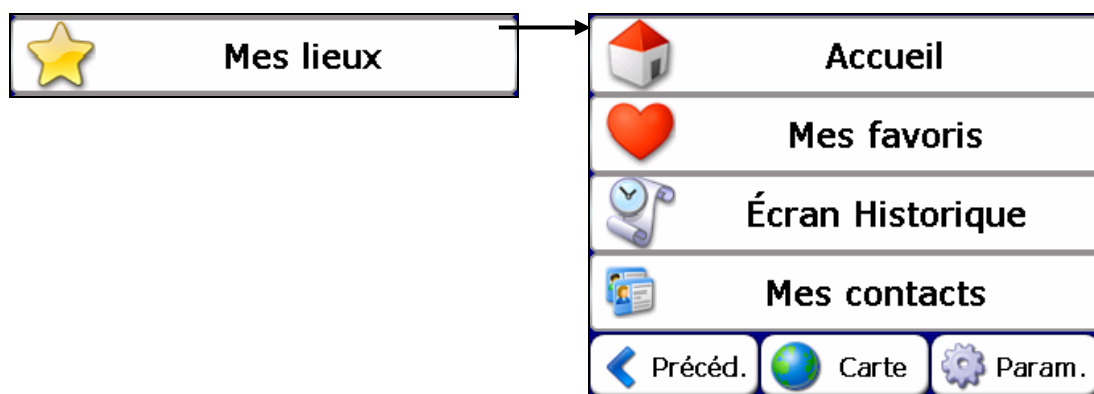 Mes lieux
Accueil
Mes favoris
Écran Historique
Mes contacts
Précéd. Carte Param.